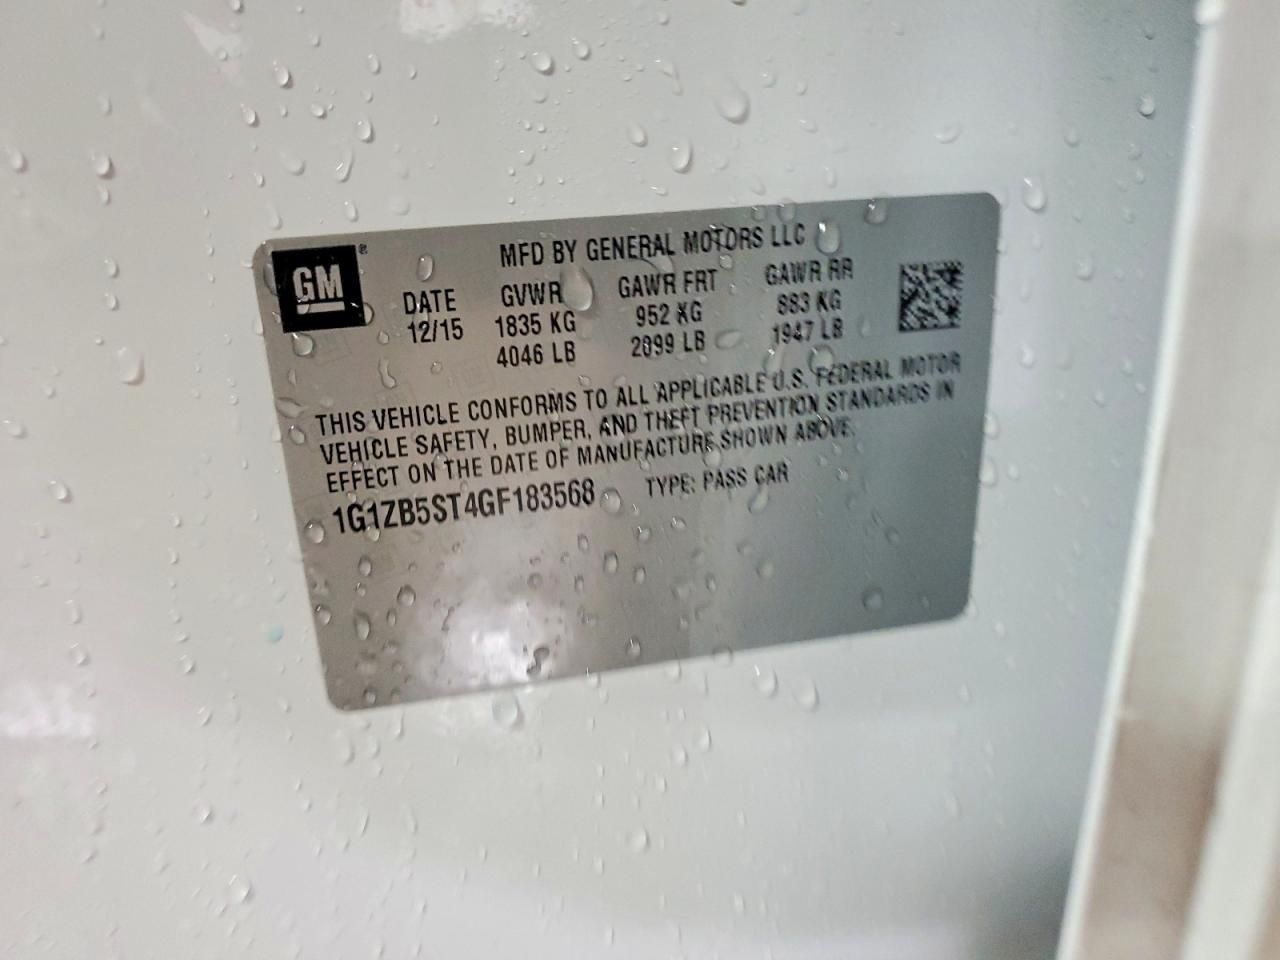 GM ®
MFD BY GENERAL MOTORS LLC
DATE GVWR GAWR FRT GAWR RR
12/15 1835 KG 952 KG 883 KG
4046 LB 2099 LB 1947 LB
THIS VEHICLE CONFORMS TO ALL APPLICABLE U.S. FEDERAL MOTOR
VEHICLE SAFETY, BUMPER, AND THEFT PREVENTION STANDARDS IN
EFFECT ON THE DATE OF MANUFACTURE SHOWN ABOVE.
1G1ZB5ST4GF183568 TYPE: PASS CAR